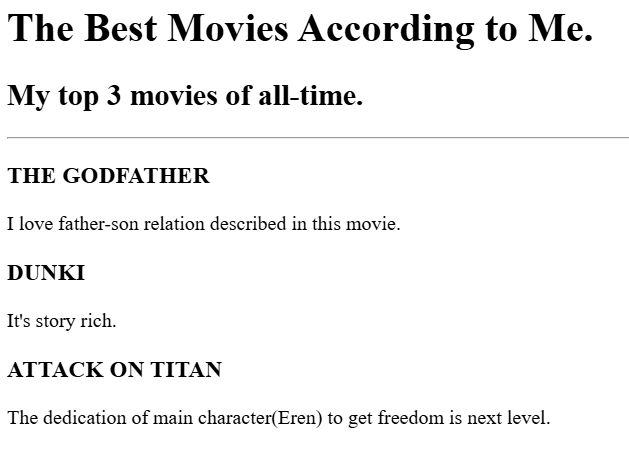 The Best Movies According to Me.
My top 3 movies of all-time.
THE GODFATHER
I love father-son relation described in this movie.
DUNKI
It's story rich.
ATTACK ON TITAN
The dedication of main character(Eren) to get freedom is next level.